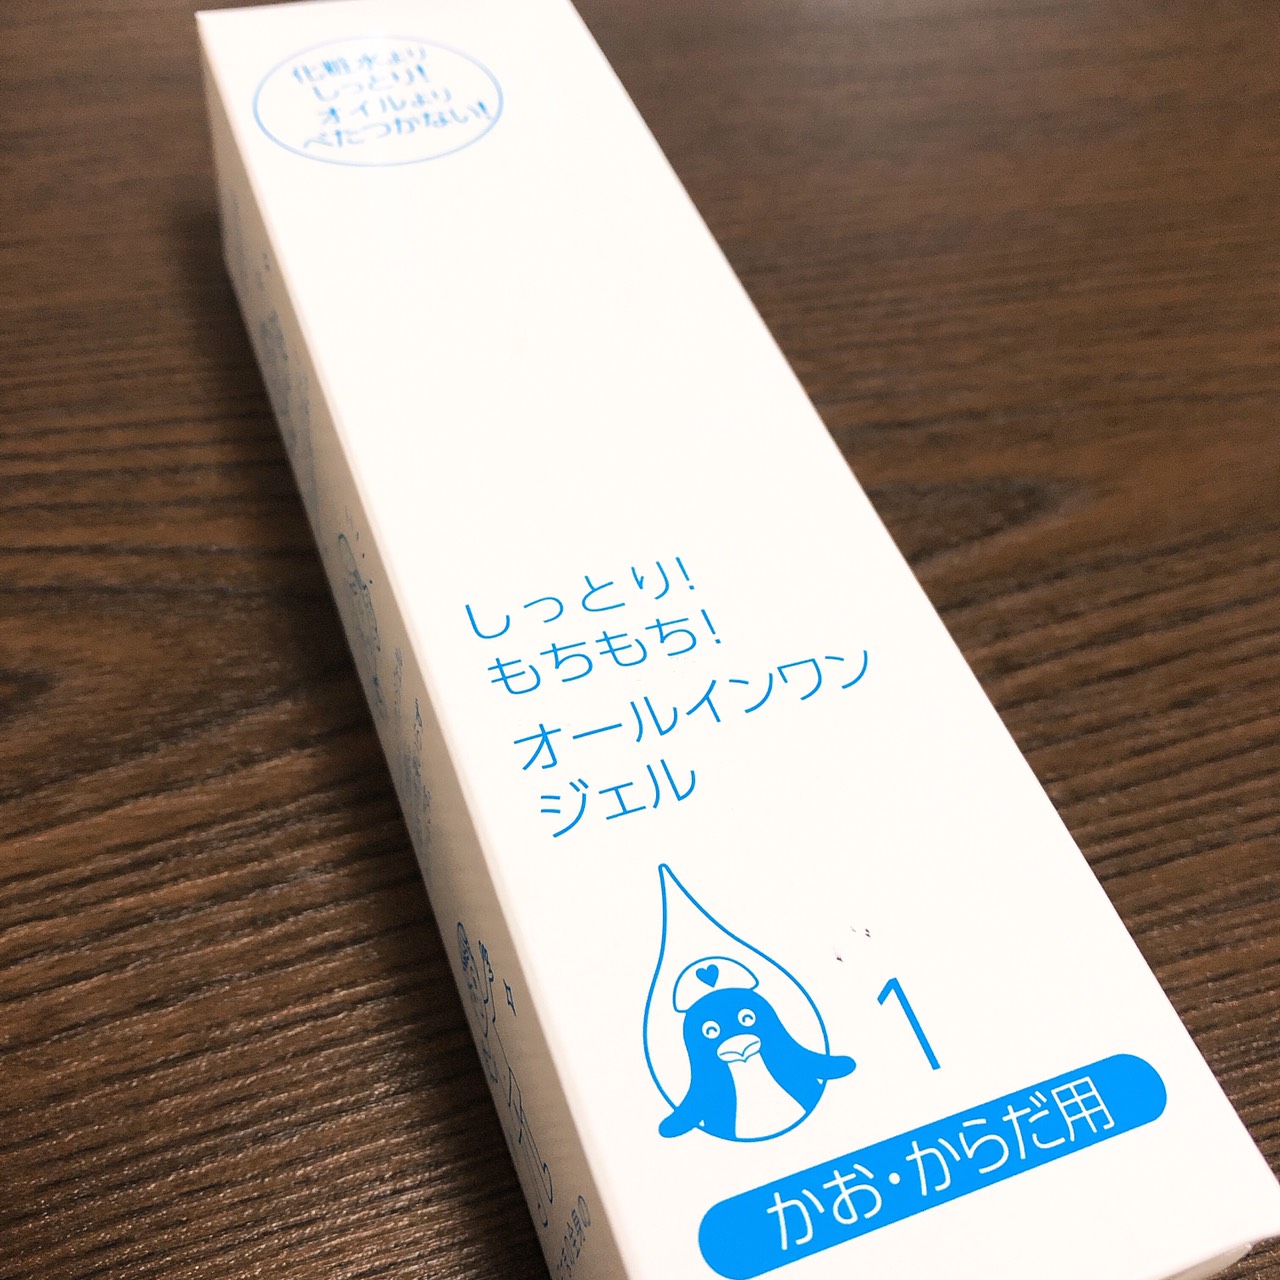 化粧水より
しっとり!
オイルより
べたつかない!
しっとり!
もちもち!
オールインワン
ジェル
1
かお・からだ用